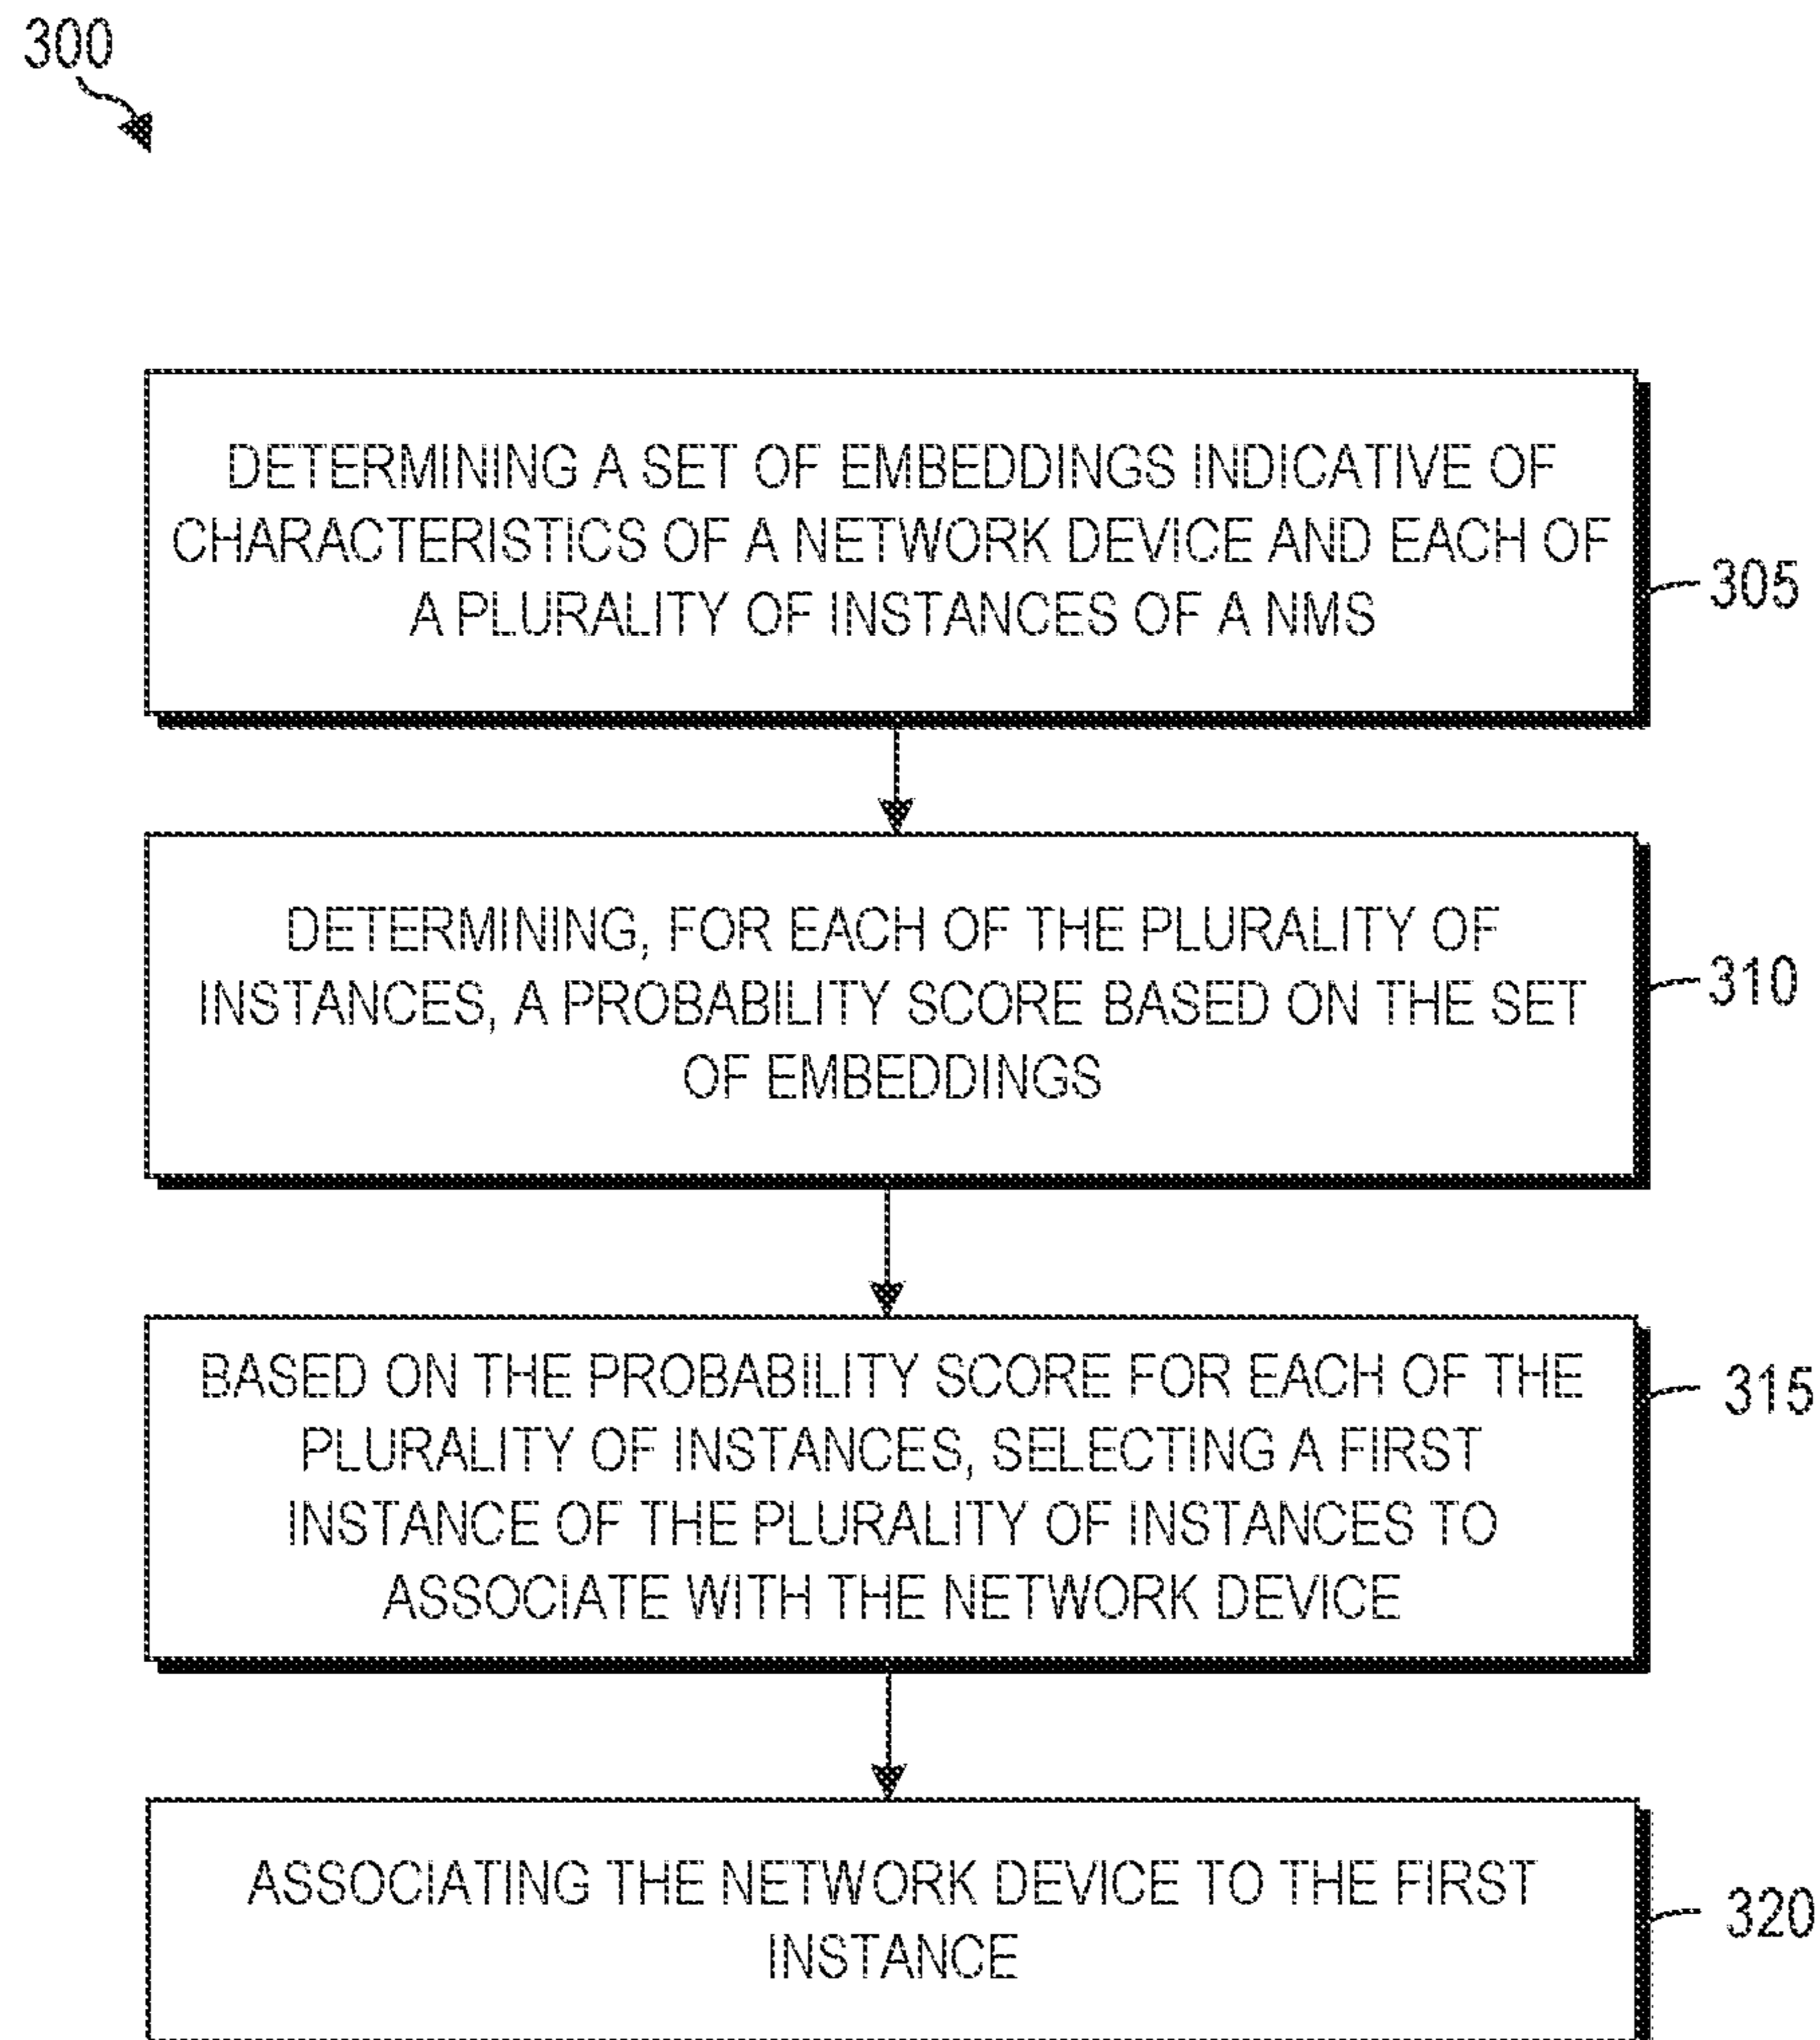 300
DETERMINING A SET OF EMBEDDINGS INDICATIVE OF
CHARACTERISTICS OF A NETWORK DEVICE AND EACH OF
A PLURALITY OF INSTANCES OF A NMS
305
DETERMINING, FOR EACH OF THE PLURALITY OF
INSTANCES, A PROBABILITY SCORE BASED ON THE SET
OF EMBEDDINGS
310
BASED ON THE PROBABILITY SCORE FOR EACH OF THE
PLURALITY OF INSTANCES, SELECTING A FIRST
INSTANCE OF THE PLURALITY OF INSTANCES TO
ASSOCIATE WITH THE NETWORK DEVICE
315
ASSOCIATING THE NETWORK DEVICE TO THE FIRST
INSTANCE
320